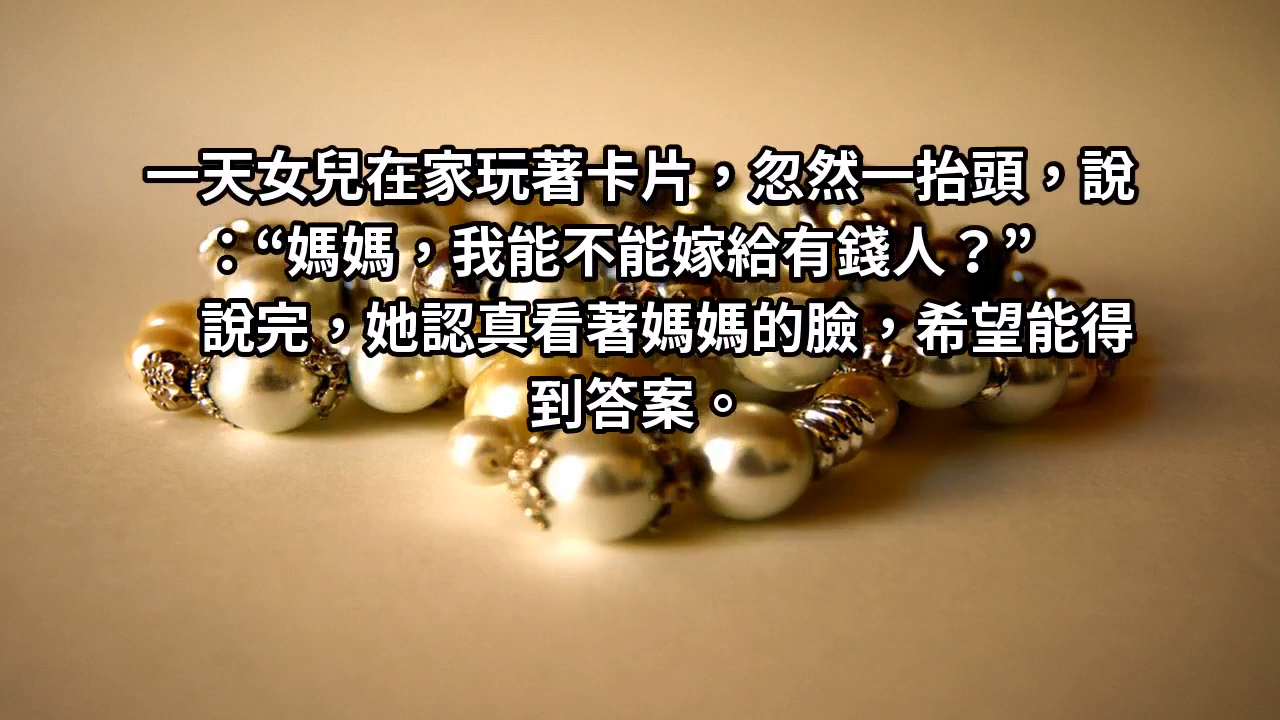 一天女兒在家玩著卡片，忽然一抬頭，說
：“媽媽，我能不能嫁給有錢人？”
說完，她認真看著媽媽的臉，希望能得
到答案。